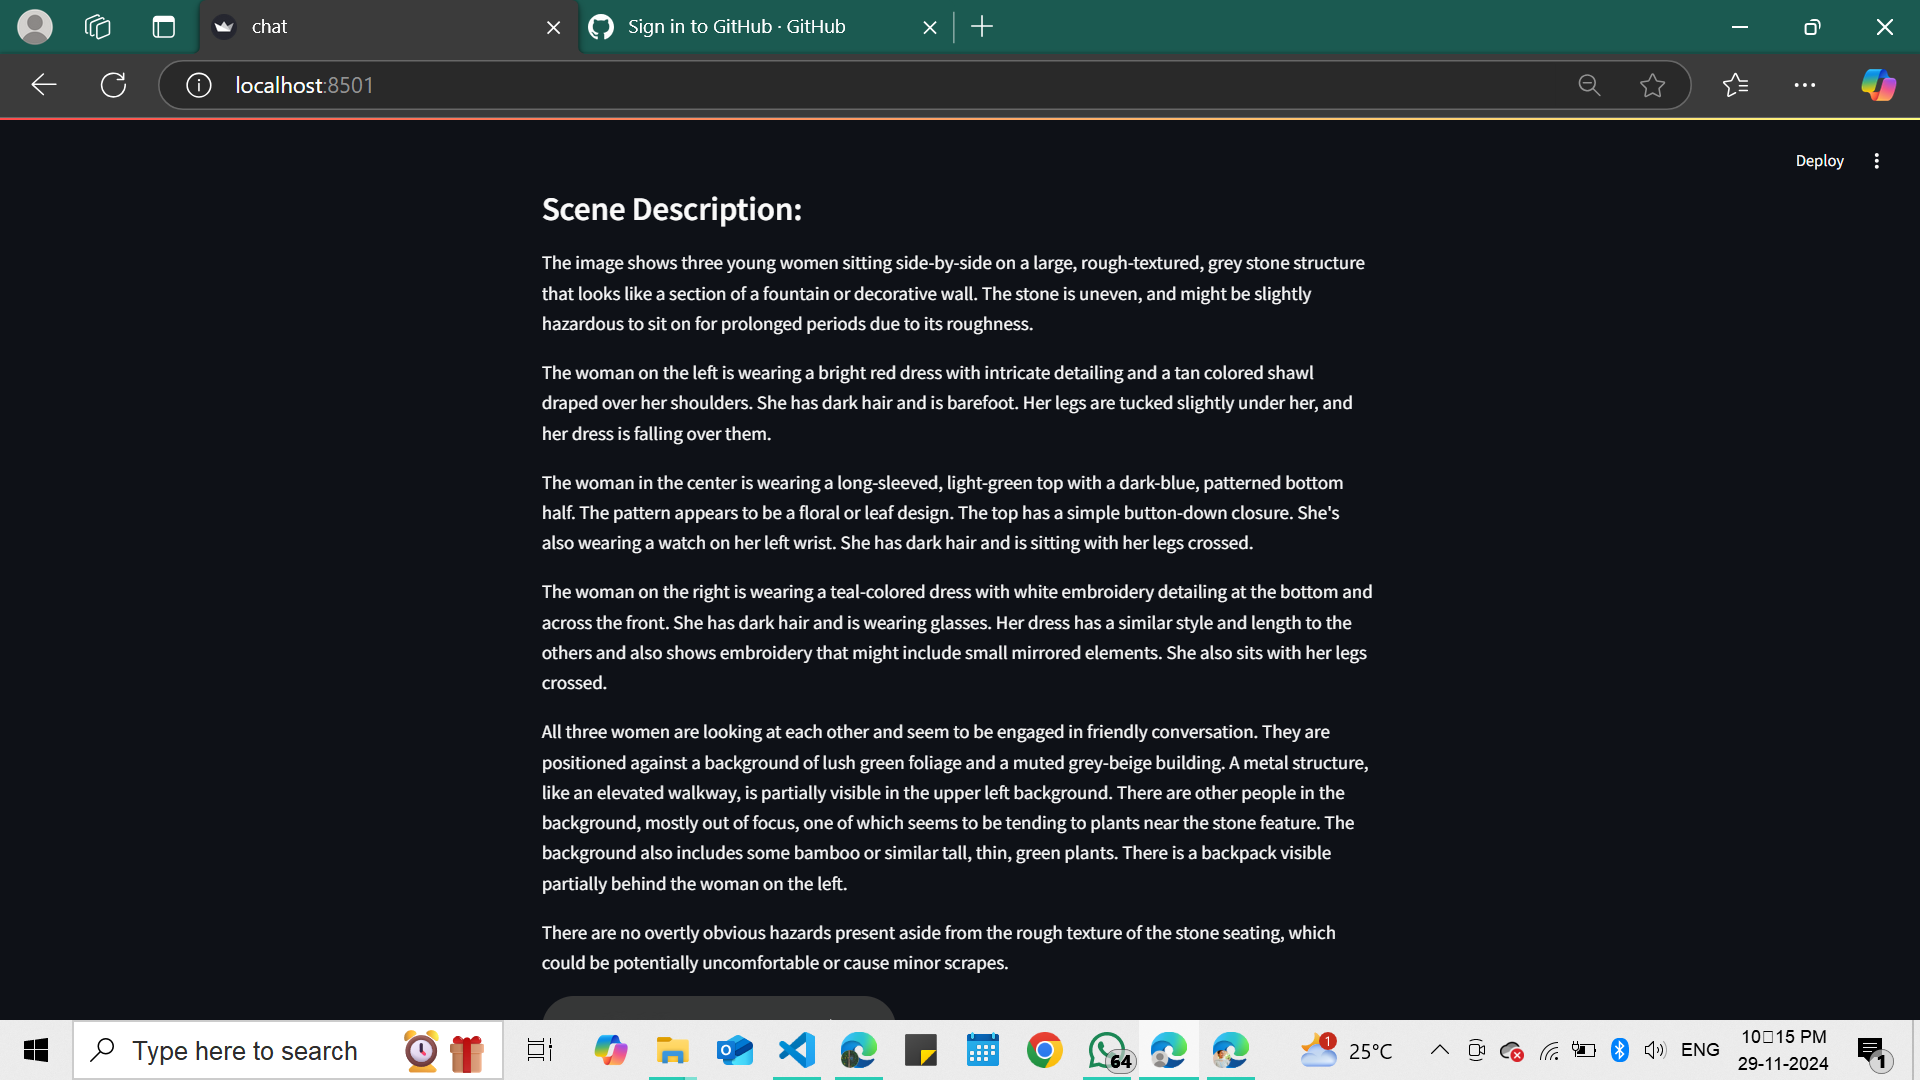 chat
Sign in to GitHub · GitHub
localhost:8501
Deploy
Scene Description:
The image shows three young women sitting side-by-side on a large, rough-textured, grey stone structure
that looks like a section of a fountain or decorative wall. The stone is uneven, and might be slightly
hazardous to sit on for prolonged periods due to its roughness.
The woman on the left is wearing a bright red dress with intricate detailing and a tan colored shawl
draped over her shoulders. She has dark hair and is barefoot. Her legs are tucked slightly under her, and
her dress is falling over them.
The woman in the center is wearing a long-sleeved, light-green top with a dark-blue, patterned bottom
half. The pattern appears to be a floral or leaf design. The top has a simple button-down closure. She's
also wearing a watch on her left wrist. She has dark hair and is sitting with her legs crossed.
The woman on the right is wearing a teal-colored dress with white embroidery detailing at the bottom and
across the front. She has dark hair and is wearing glasses. Her dress has a similar style and length to the
others and also shows embroidery that might include small mirrored elements. She also sits with her legs
crossed.
All three women are looking at each other and seem to be engaged in friendly conversation. They are
positioned against a background of lush green foliage and a muted grey-beige building. A metal structure,
like an elevated walkway, is partially visible in the upper left background. There are other people in the
background, mostly out of focus, one of which seems to be tending to plants near the stone feature. The
background also includes some bamboo or similar tall, thin, green plants. There is a backpack visible
partially behind the woman on the left.
There are no overtly obvious hazards present aside from the rough texture of the stone seating, which
could be potentially uncomfortable or cause minor scrapes.
Type here to search
64
1
25°C
ENG
10▯15 PM
29-11-2024
1